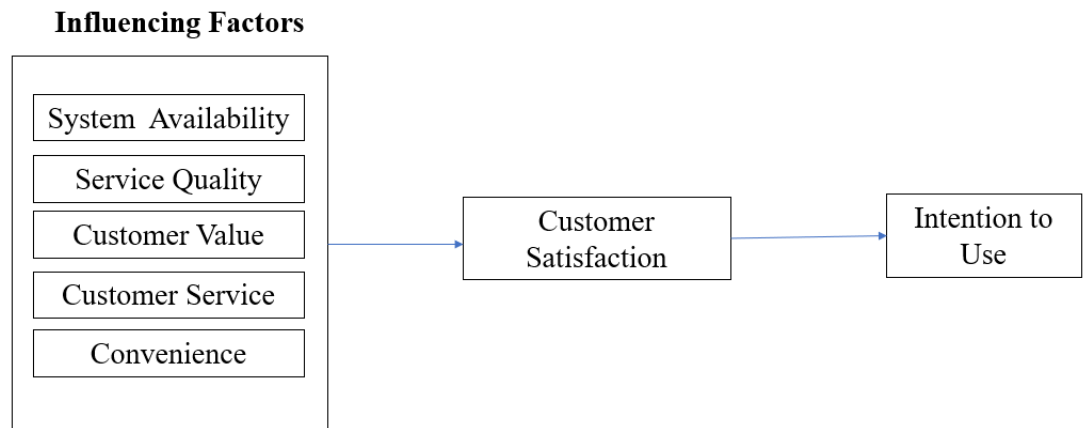 Influencing Factors
System Availability
Service Quality
Customer Value
Customer Service
Convenience
Customer
Satisfaction
Intention to
Use